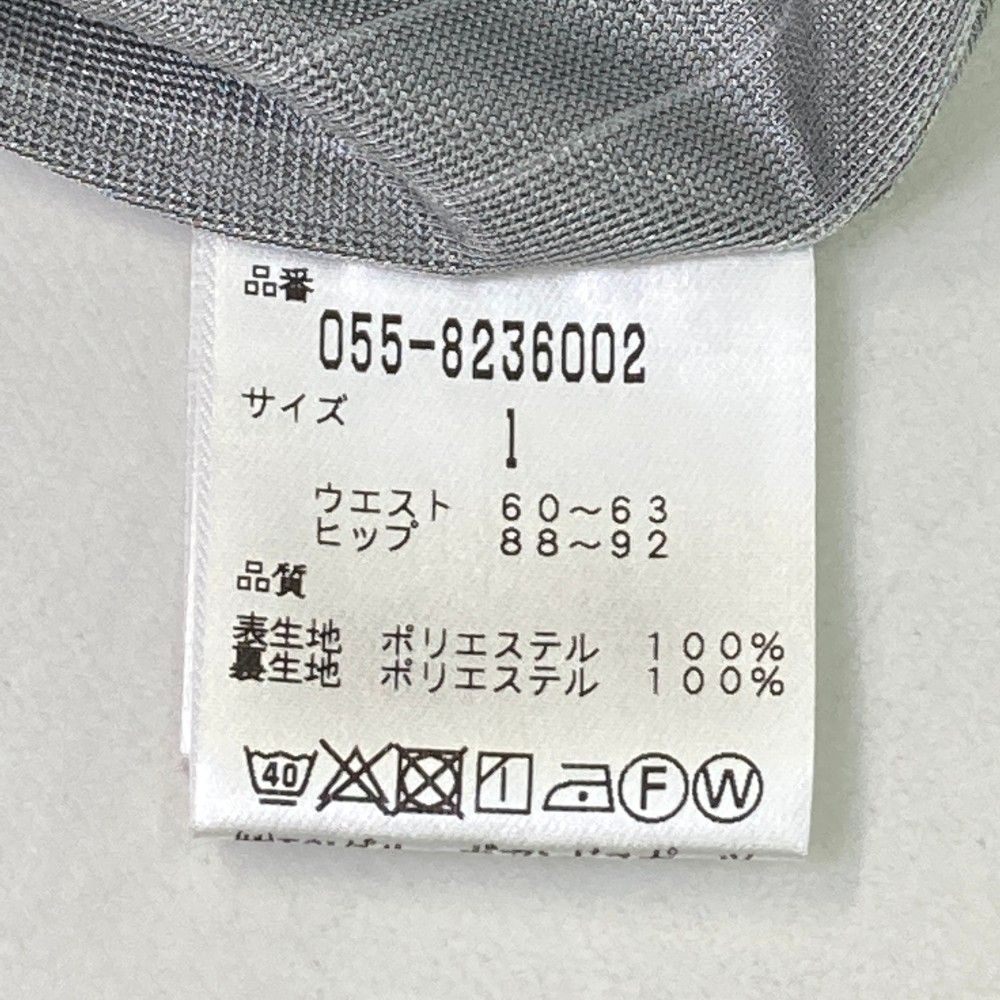 品番
055-8236002
サイズ
1
ウエスト 60～63
ヒップ 88～92
品質
表生地 ポリエステル 100%
裏生地 ポリエステル 100%
40 F W